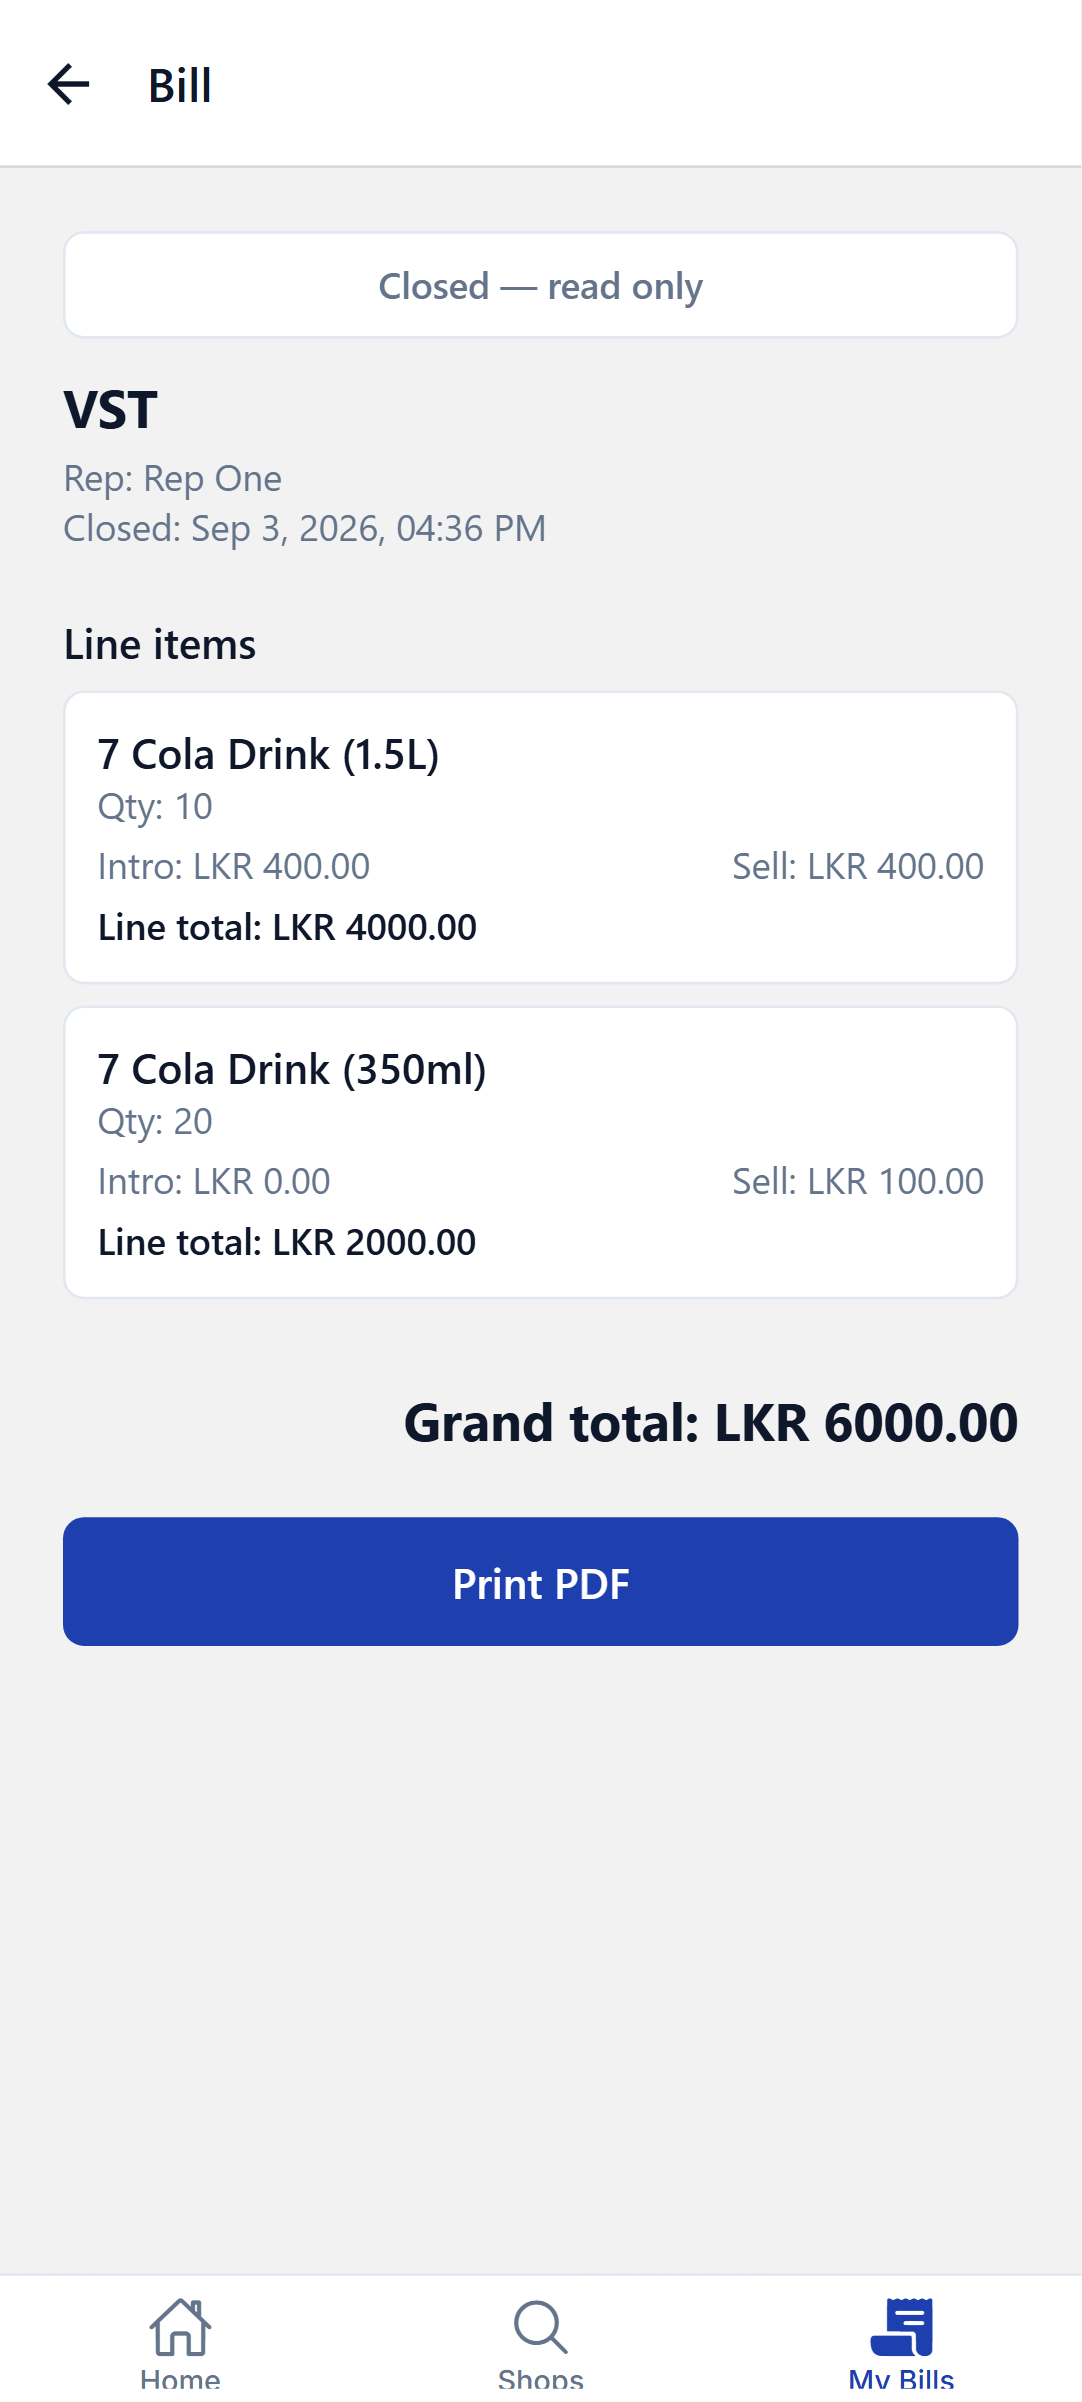 Bill
Closed — read only
VST
Rep: Rep One
Closed: Sep 3, 2026, 04:36 PM
Line items
7 Cola Drink (1.5L)
Qty: 10
Intro: LKR 400.00 Sell: LKR 400.00
Line total: LKR 4000.00
7 Cola Drink (350ml)
Qty: 20
Intro: LKR 0.00 Sell: LKR 100.00
Line total: LKR 2000.00
Grand total: LKR 6000.00
Print PDF
Home Shops My Bills